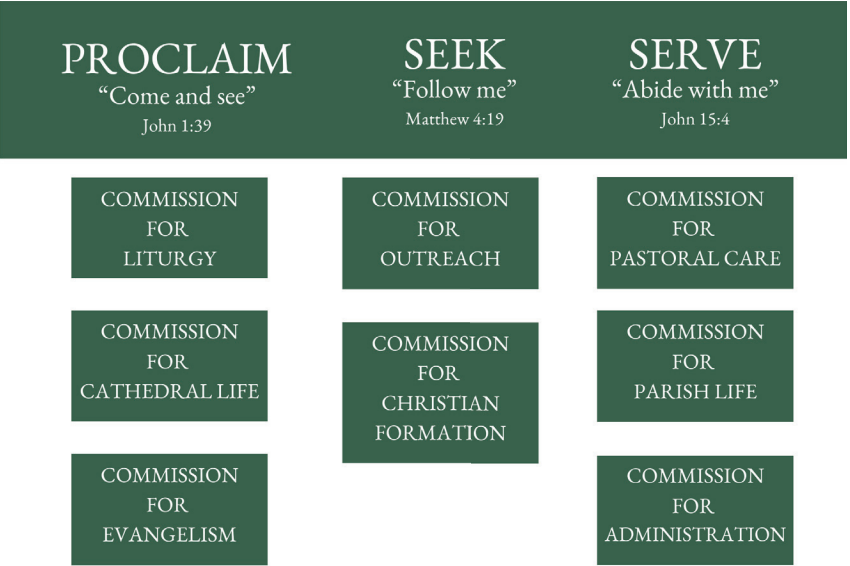 PROCLAIM
“Come and see”
John 1:39
SEEK
“Follow me”
Matthew 4:19
SERVE
“Abide with me”
John 15:4
COMMISSION
FOR
LITURGY
COMMISSION
FOR
CATHEDRAL LIFE
COMMISSION
FOR
EVANGELISM
COMMISSION
FOR
OUTREACH
COMMISSION
FOR
CHRISTIAN
FORMATION
COMMISSION
FOR
PASTORAL CARE
COMMISSION
FOR
PARISH LIFE
COMMISSION
FOR
ADMINISTRATION